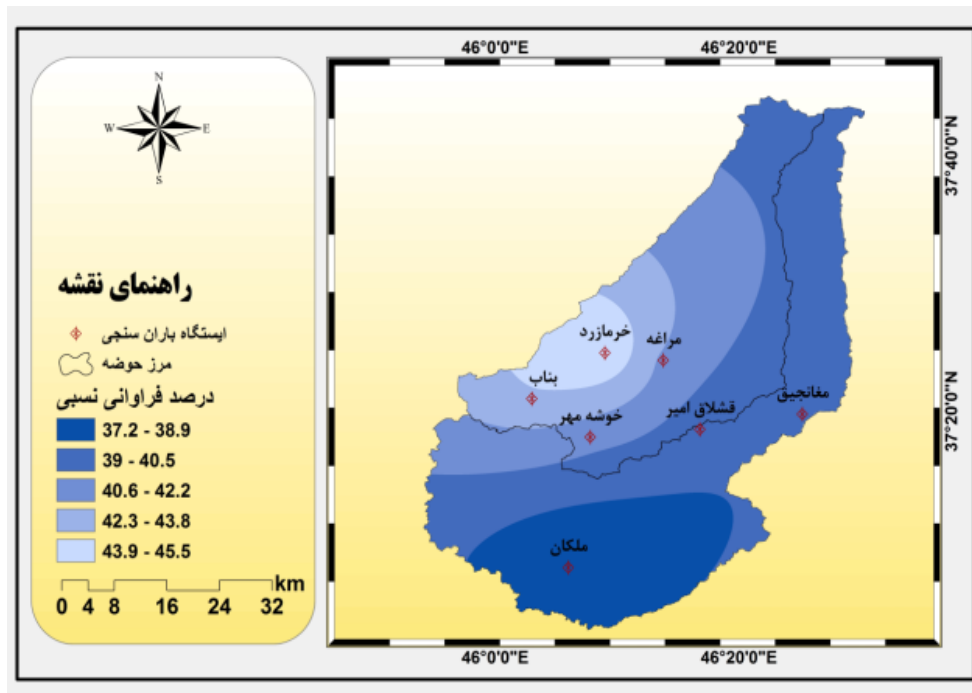 N
W E
S
راهنمای نقشه
ایستگاه باران سنجی
مرز حوضه
درصد فراوانی نسبی
37.2 - 38.9
39 - 40.5
40.6 - 42.2
42.3 - 43.8
43.9 - 45.5
km
0 4 8 16 24 32
46°0'0"E 46°20'0"E
37°40'0"N
خرمازرد
مراغه
بناب
مغانجیق
قشلاق امیر
خوشه مهر
37°20'0"N
ملکان
46°0'0"E 46°20'0"E